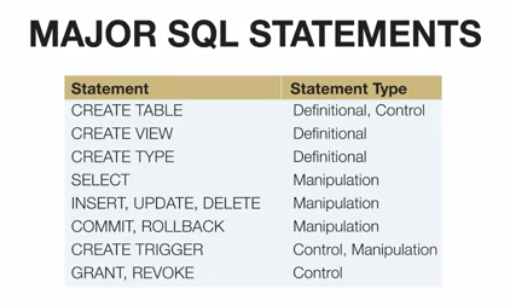 MAJOR SQL STATEMENTS
Statement Statement Type
CREATE TABLE Definitional, Control
CREATE VIEW Definitional
CREATE TYPE Definitional
SELECT Manipulation
INSERT, UPDATE, DELETE Manipulation
COMMIT, ROLLBACK Manipulation
CREATE TRIGGER Control, Manipulation
GRANT, REVOKE Control